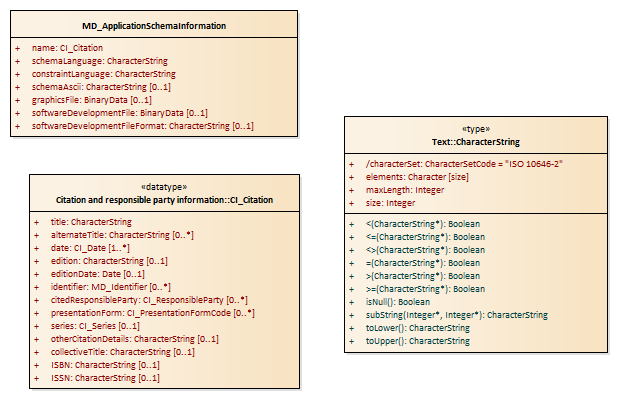 MD_ApplicationSchemaInformation
+ name: CI_Citation
+ schemaLanguage: CharacterString
+ constraintLanguage: CharacterString
+ schemaAscii: CharacterString [0..1]
+ graphicsFile: BinaryData [0..1]
+ softwareDevelopmentFile: BinaryData [0..1]
+ softwareDevelopmentFileFormat: CharacterString [0..1]
«datatype»
Citation and responsible party information::CI_Citation
+ title: CharacterString
+ alternateTitle: CharacterString [0..*]
+ date: CI_Date [1..*]
+ edition: CharacterString [0..1]
+ editionDate: Date [0..1]
+ identifier: MD_Identifier [0..*]
+ citedResponsibleParty: CI_ResponsibleParty [0..*]
+ presentationForm: CI_PresentationFormCode [0..*]
+ series: CI_Series [0..1]
+ otherCitationDetails: CharacterString [0..1]
+ collectiveTitle: CharacterString [0..1]
+ ISBN: CharacterString [0..1]
+ ISSN: CharacterString [0..1]
«type»
Text::CharacterString
+ /characterSet: CharacterSetCode = "ISO 10646-2"
+ elements: Character [size]
+ maxLength: Integer
+ size: Integer
+ <(CharacterString*): Boolean
+ <=(CharacterString*): Boolean
+ <>(CharacterString*): Boolean
+ =(CharacterString*): Boolean
+ >(CharacterString*): Boolean
+ >=(CharacterString*): Boolean
+ isNull(): Boolean
+ subString(Integer*, Integer*): CharacterString
+ toLower(): CharacterString
+ toUpper(): CharacterString